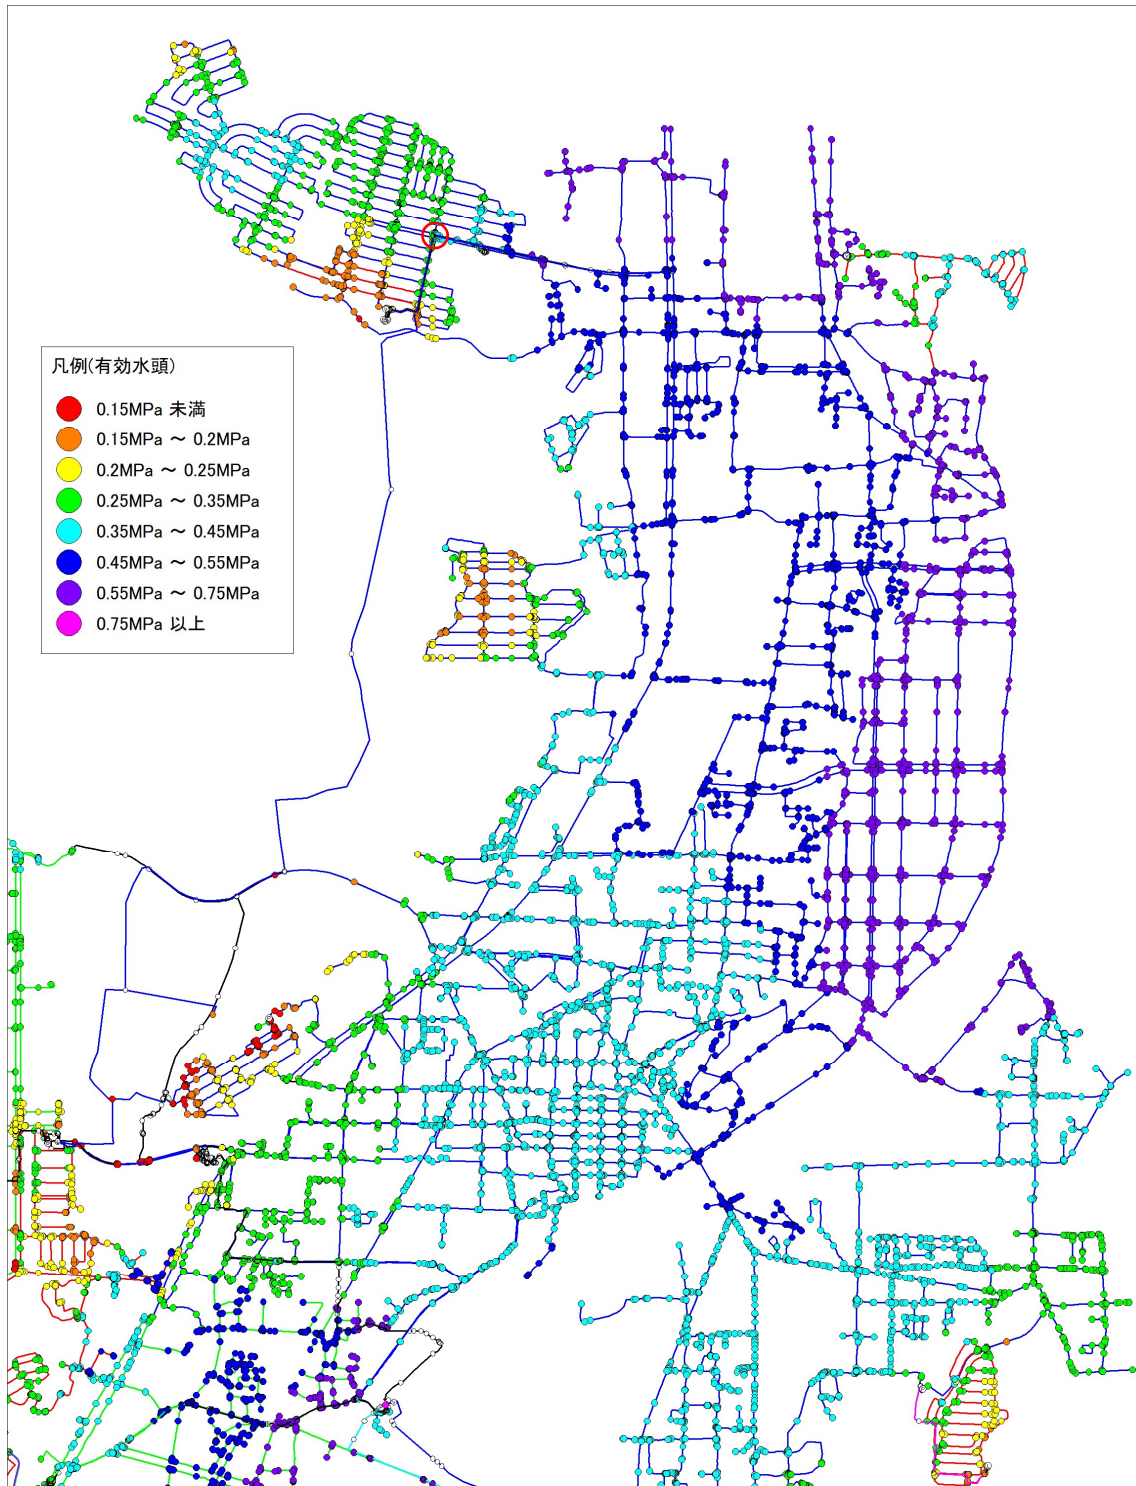 凡例(有効水頭)
0.15MPa 未満
0.15MPa ～ 0.2MPa
0.2MPa ～ 0.25MPa
0.25MPa ～ 0.35MPa
0.35MPa ～ 0.45MPa
0.45MPa ～ 0.55MPa
0.55MPa ～ 0.75MPa
0.75MPa 以上